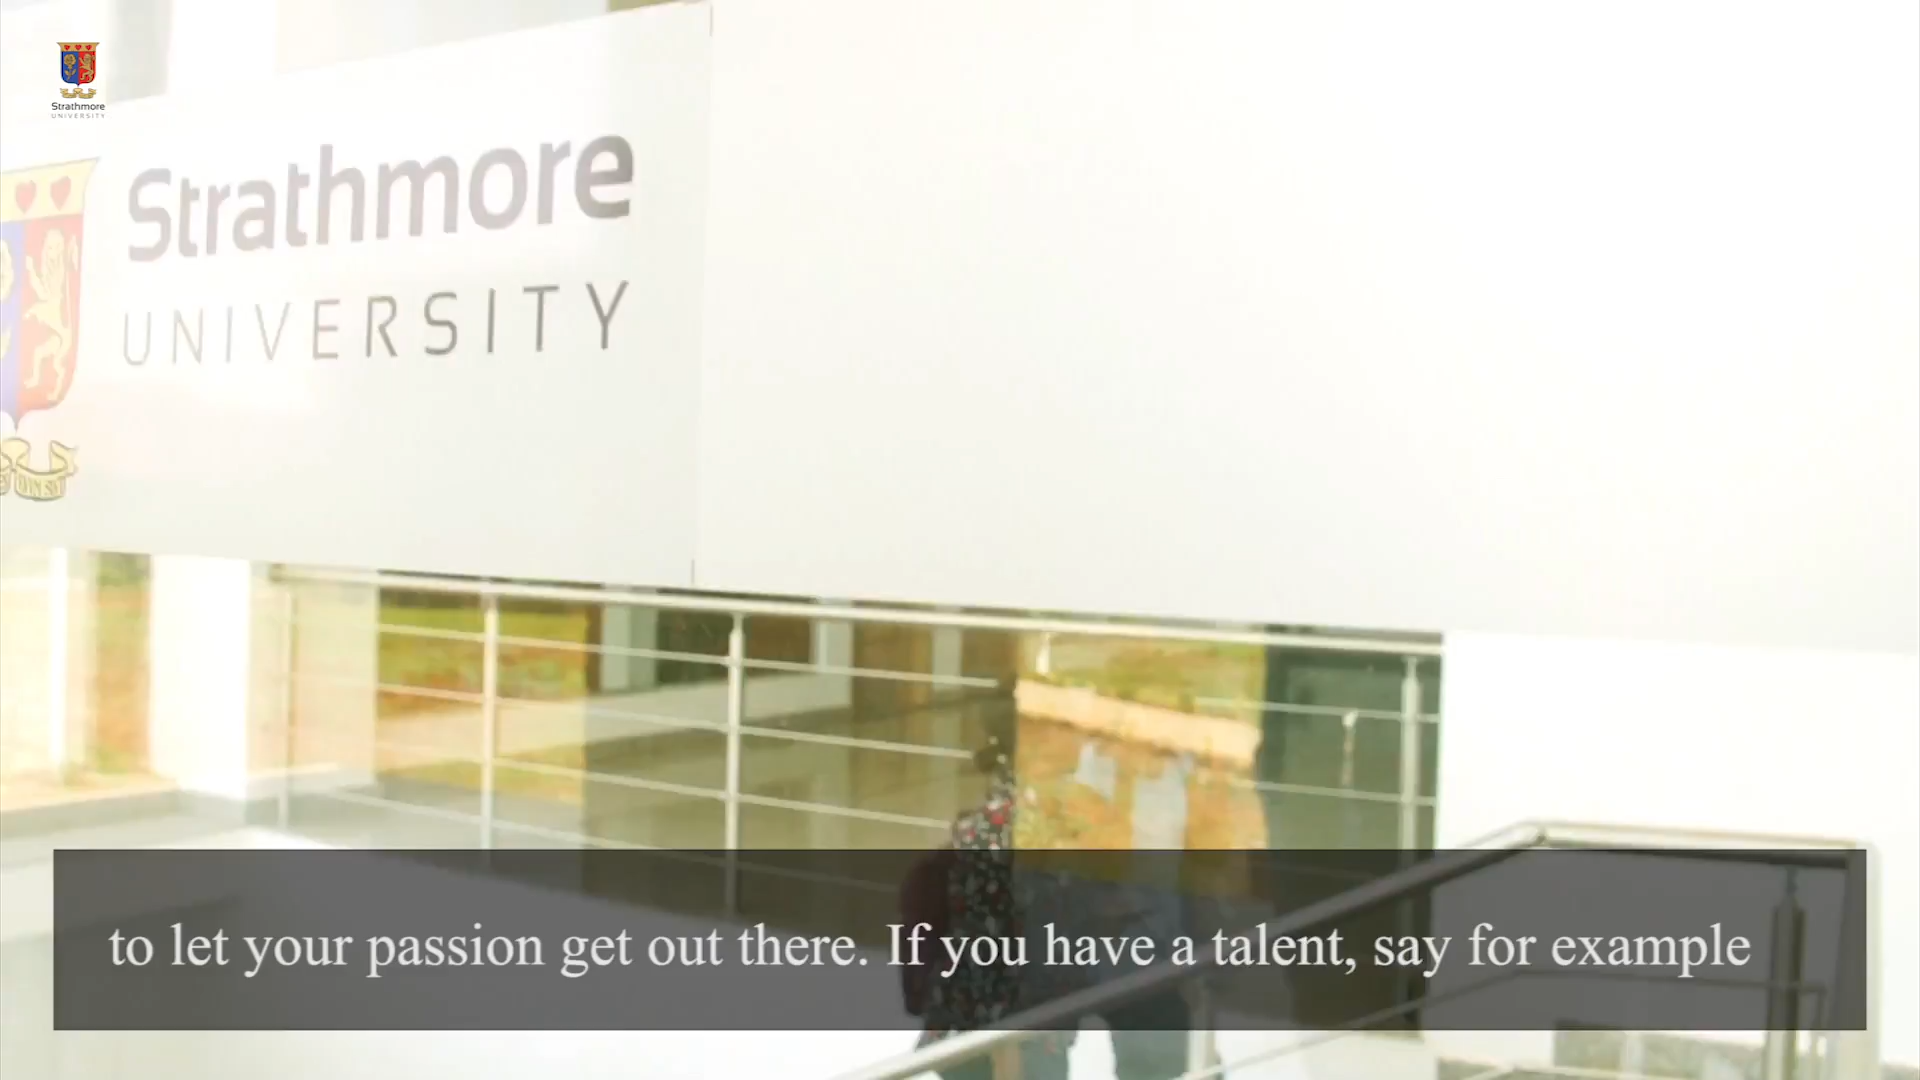 Strathmore
UNIVERSITY
Strathmore
UNIVERSITY
to let your passion get out there. If you have a talent, say for example